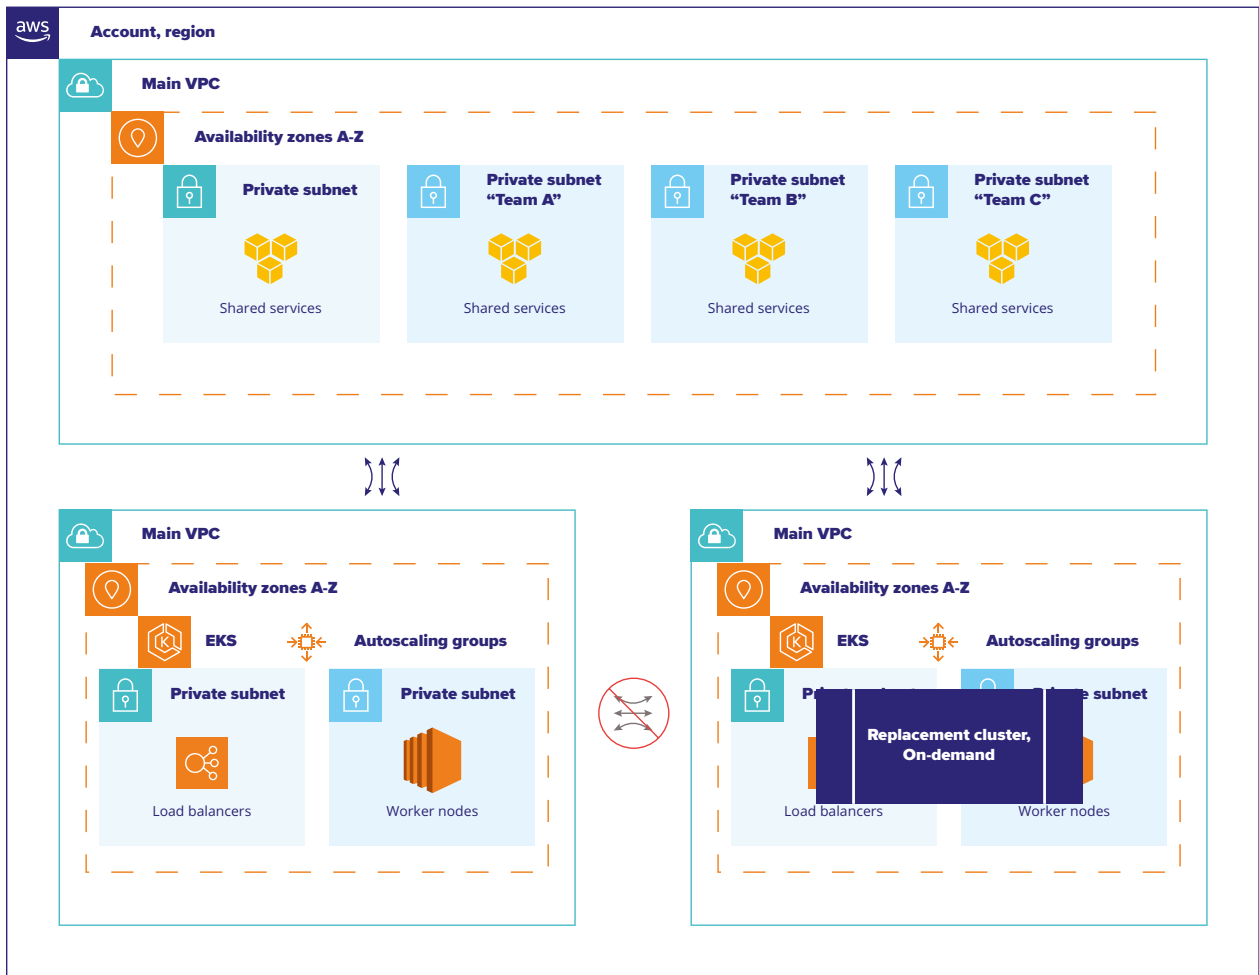 aws
Account, region
Main VPC
Availability zones A-Z
Private subnet
Private subnet
“Team A”
Private subnet
“Team B”
Private subnet
“Team C”
Shared services
Shared services
Shared services
Shared services
Main VPC
Availability zones A-Z
EKS
Autoscaling groups
Private subnet
Private subnet
Load balancers
Worker nodes
Main VPC
Availability zones A-Z
EKS
Autoscaling groups
subnet
Replacement cluster,
On-demand
Load balancers
Worker nodes